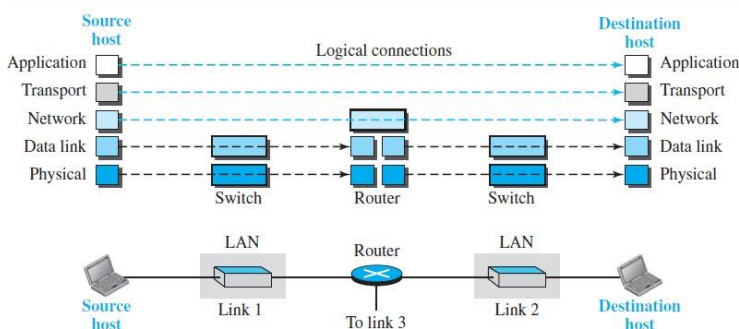 Source
host
Destination
host
Logical connections
Application
Application
Transport
Transport
Network
Network
Data link
Data link
Physical
Physical
Switch
Router
Switch
LAN
Router
LAN
Source
host
Link 1
To link 3
Link 2
Destination
host